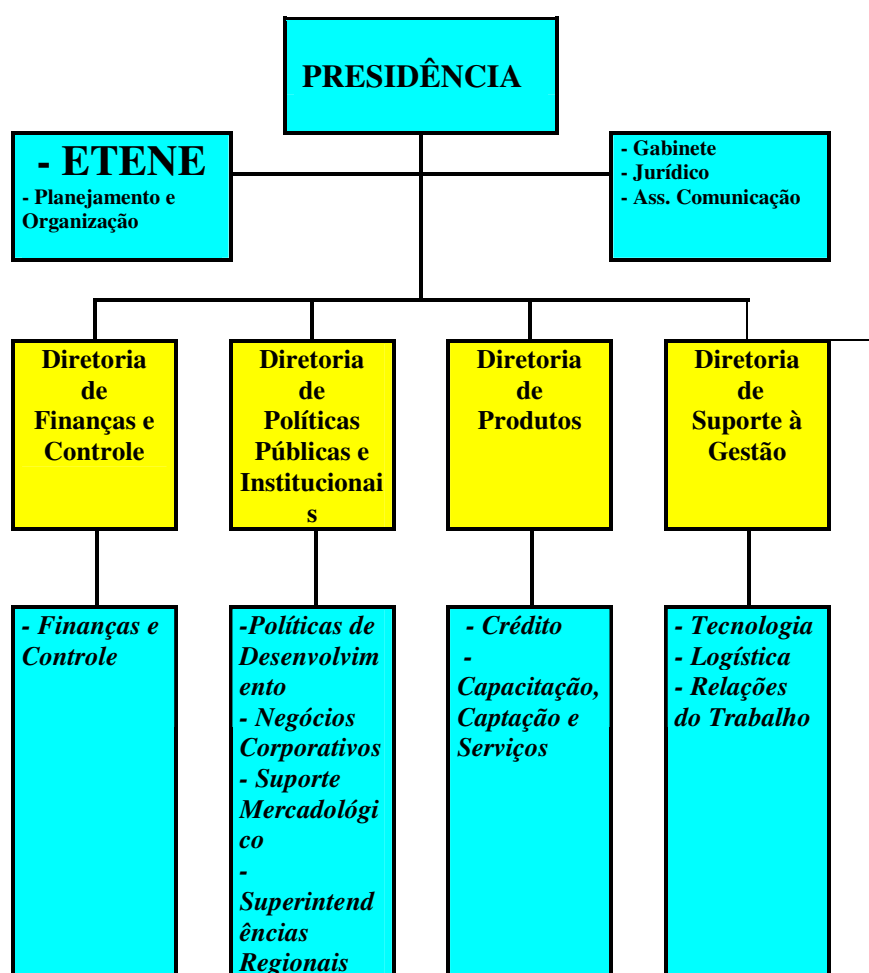 PRESIDÊNCIA
- ETENE
- Planejamento e
Organização
- Gabinete
- Jurídico
- Ass. Comunicação
Diretoria
de
Finanças e
Controle
Diretoria
de
Políticas
Públicas e
Institucionai
s
Diretoria
de
Produtos
Diretoria
de
Suporte à
Gestão
- Finanças e
Controle
-Políticas de
Desenvolvim
ento
- Negócios
Corporativos
- Suporte
Mercadológi
co
-
Superintend
ências
Regionais
- Crédito
-
Capacitação,
Captação e
Serviços
- Tecnologia
- Logística
- Relações
do Trabalho